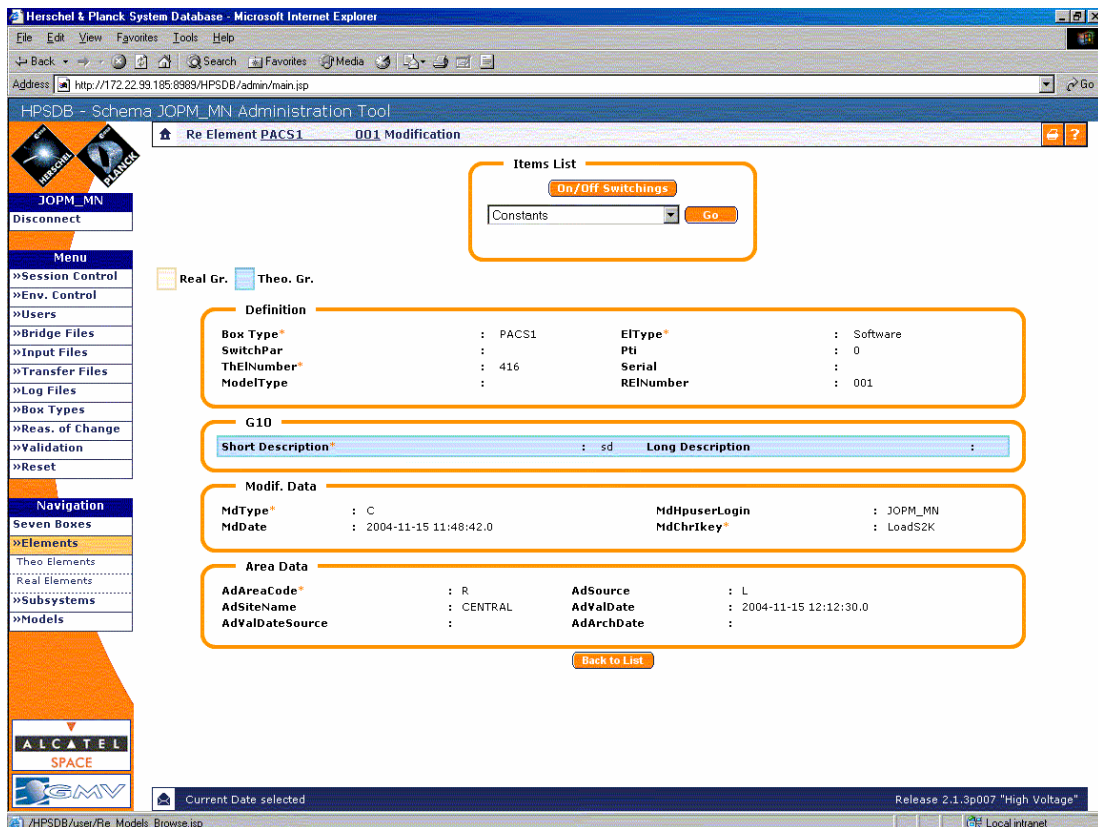 Herschel & Planck System Database - Microsoft Internet Explorer
File Edit View Favorites Tools Help
Back Search Favorites Media
Address http://172.22.99.185:8989/HPSDB/admin/main.jsp Go
HPSDB - Schema JOPM_MN Administration Tool
esa HERSCHEL esa PLANCK
Re Element PACS1 001 Modification ?
Items List
On/Off Switchings
Constants Go
JOPM_MN
Disconnect
Menu
»Session Control
»Env. Control
»Users
»Bridge Files
»Input Files
»Transfer Files
»Log Files
»Box Types
»Reas. of Change
»Validation
»Reset
Navigation
Seven Boxes
»Elements
Theo Elements
Real Elements
»Subsystems
»Models
Real Gr. Theo. Gr.
Definition
Box Type* : PACS1 ElType* : Software
SwitchPar : Pti : 0
ThElNumber* : 416 Serial :
ModelType : RElNumber : 001
G10
Short Description* : sd Long Description :
Modif. Data
MdType* : C MdHpuserLogin : JOPM_MN
MdDate : 2004-11-15 11:48:42.0 MdChrIkey* : LoadS2K
Area Data
AdAreaCode* : R AdSource : L
AdSiteName : CENTRAL AdValDate : 2004-11-15 12:12:30.0
AdValDateSource : AdArchDate :
Back to List
ALCATEL
SPACE
GMV
Current Date selected Release 2.1.3p007 "High Voltage"
/HPSDB/user/Re_Models_Browse.jsp Local intranet